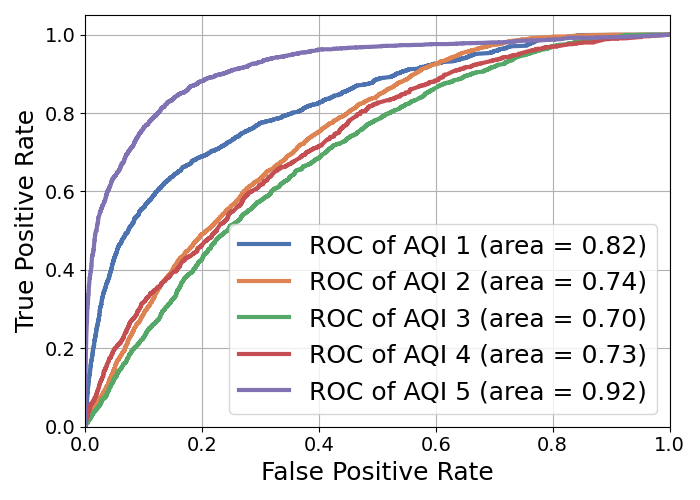 True Positive Rate
1.0
0.8
0.6
0.4
0.2
0.0
ROC of AQI 1 (area = 0.82)
ROC of AQI 2 (area = 0.74)
ROC of AQI 3 (area = 0.70)
ROC of AQI 4 (area = 0.73)
ROC of AQI 5 (area = 0.92)
0.0 0.2 0.4 0.6 0.8 1.0
False Positive Rate